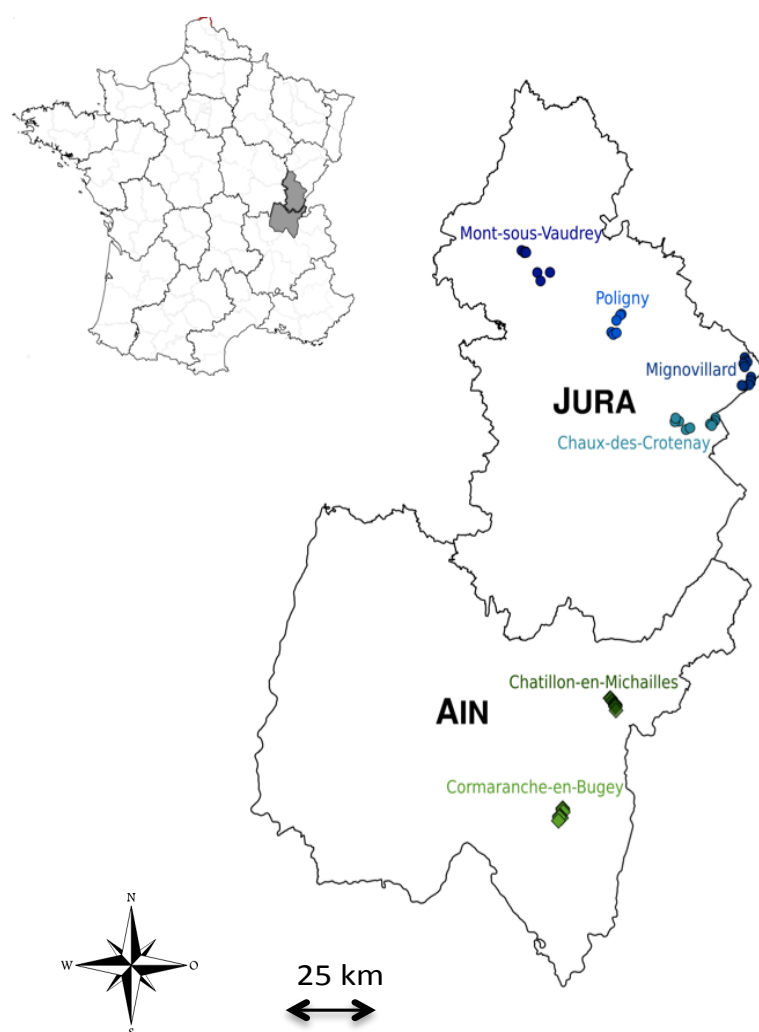 Mont-sous-Vaudrey
Poligny
Mignovillard
JURA
Chaux-des-Crotenay
Chatillon-en-Michailles
AIN
Cormaranche-en-Bugey
N
W
O
S
25 km